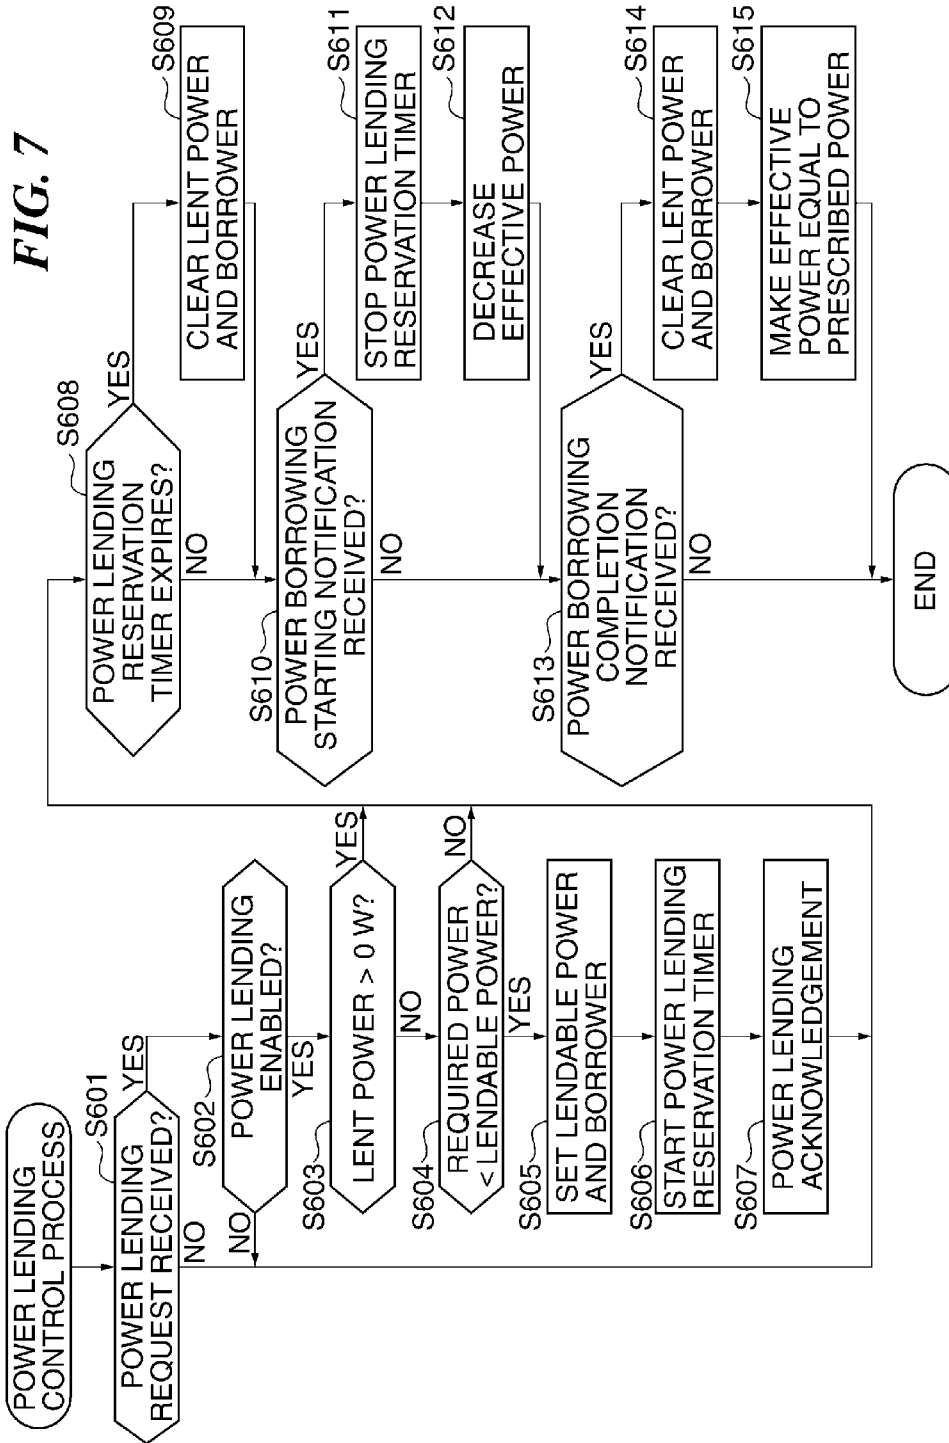 FIG. 7
POWER LENDING
CONTROL PROCESS
S601
POWER LENDING
REQUEST RECEIVED?
YES
NO
S602
POWER LENDING
ENABLED?
NO
YES
S603
LENT POWER > 0 W?
YES
NO
S604
REQUIRED POWER
< LENDABLE POWER?
NO
YES
S605
SET LENDABLE POWER
AND BORROWER
S606
START POWER LENDING
RESERVATION TIMER
S607
POWER LENDING
ACKNOWLEDGEMENT
S608
POWER LENDING
RESERVATION
TIMER EXPIRES?
YES
NO
S609
CLEAR LENT POWER
AND BORROWER
S610
POWER BORROWING
STARTING NOTIFICATION
RECEIVED?
YES
NO
S611
STOP POWER LENDING
RESERVATION TIMER
S612
DECREASE
EFFECTIVE POWER
S613
POWER BORROWING
COMPLETION
NOTIFICATION
RECEIVED?
YES
NO
S614
CLEAR LENT POWER
AND BORROWER
S615
MAKE EFFECTIVE
POWER EQUAL TO
PRESCRIBED POWER
END